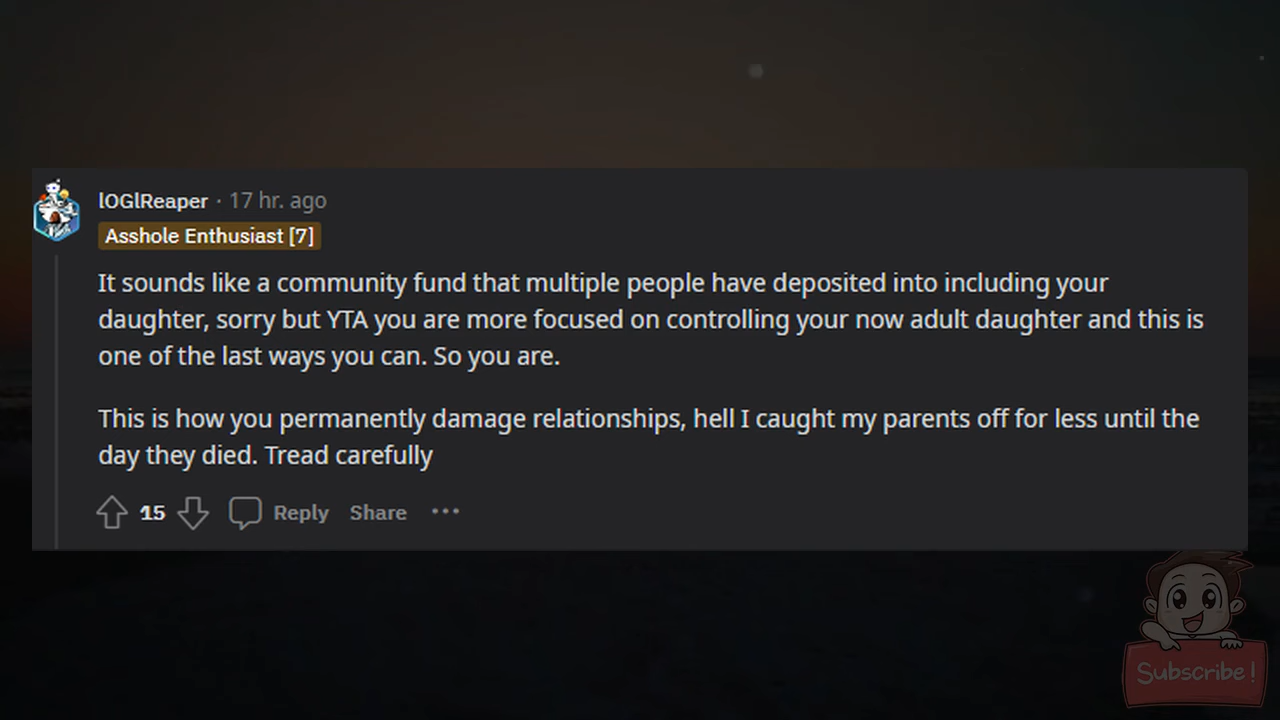 lOGlReaper · 17 hr. ago
Asshole Enthusiast [7]
It sounds like a community fund that multiple people have deposited into including your
daughter, sorry but YTA you are more focused on controlling your now adult daughter and this is
one of the last ways you can. So you are.
This is how you permanently damage relationships, hell I caught my parents off for less until the
day they died. Tread carefully
15 Reply Share ···
Subscribe!